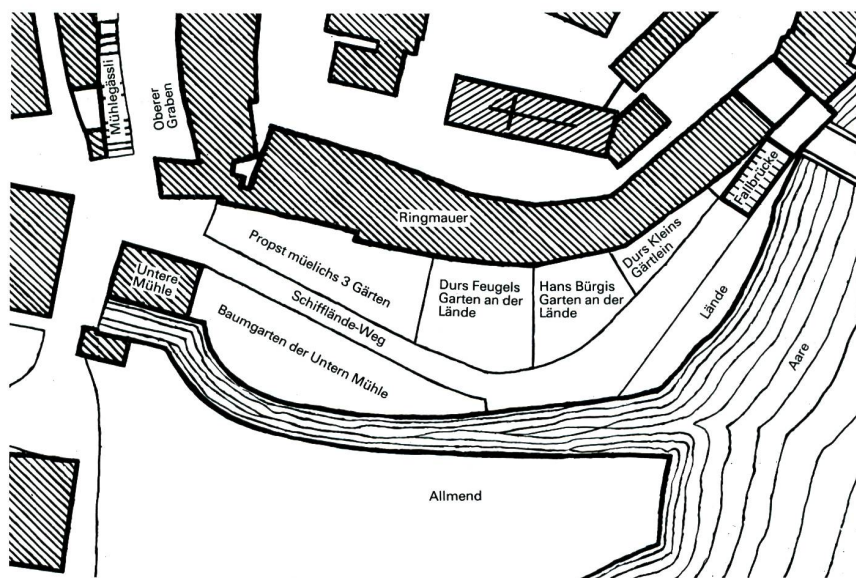 Mühlegässli
Oberer
Graben
Fallbrücke
Ringmauer
Propst müelichs 3 Gärten
Durs Kleins
Gärtlein
Untere
Mühle
Durs Feugels
Garten an der
Lände
Hans Bürgis
Garten an der
Lände
Schifflände-Weg
Lände
Baumgarten der Untern Mühle
Aare
Allmend